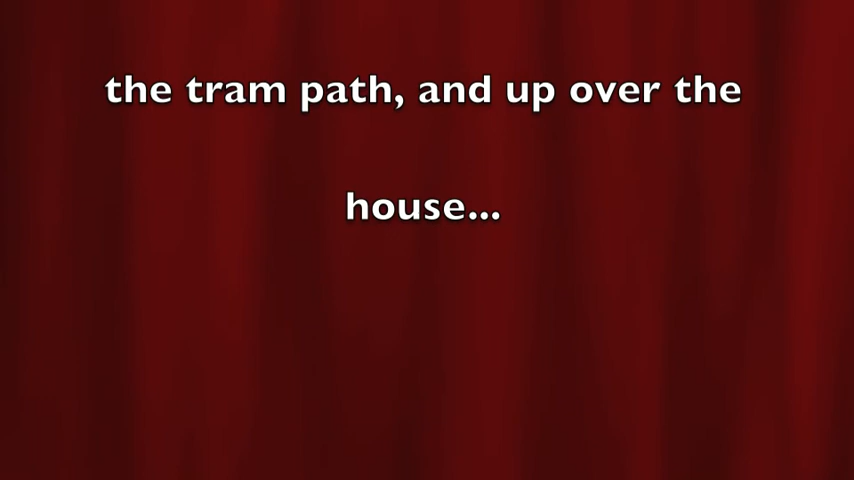 the tram path, and up over the
house...